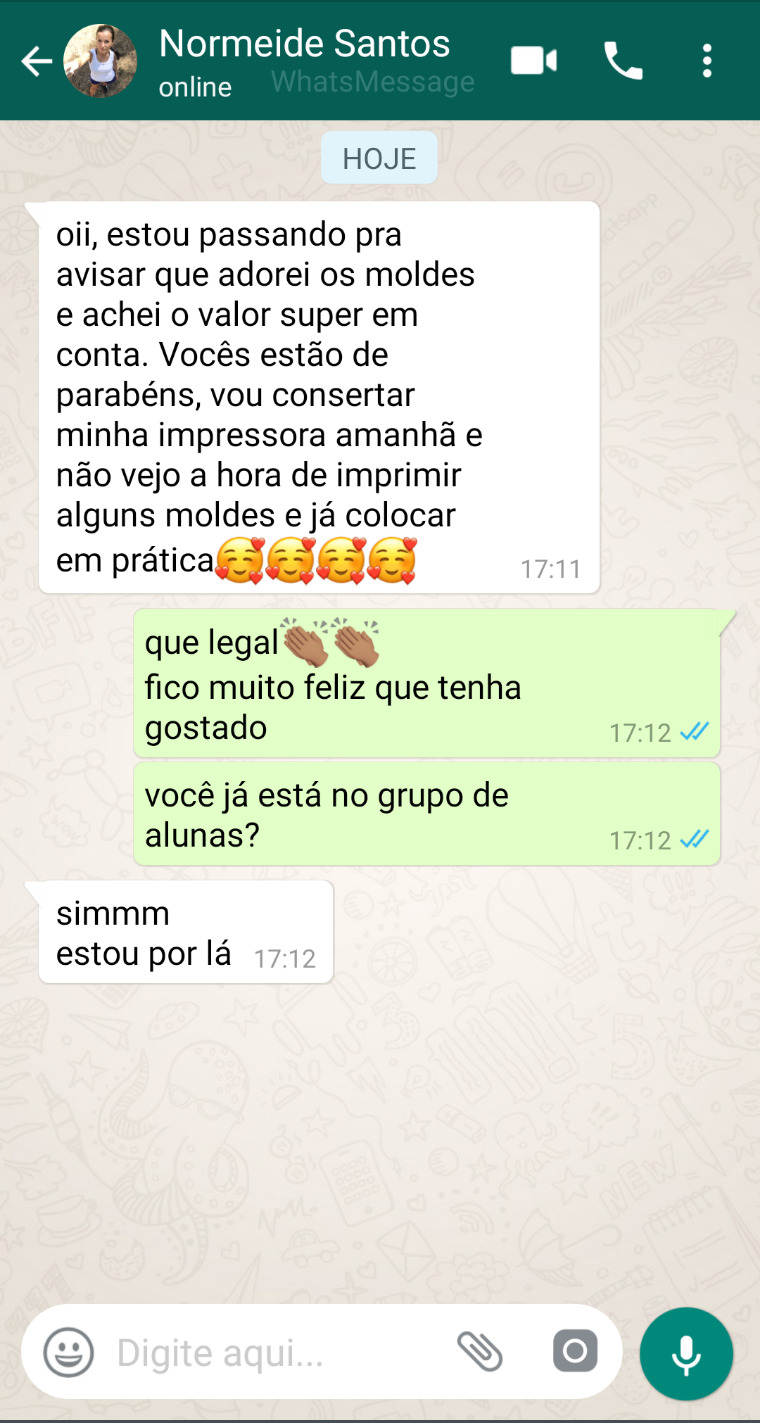 Normeide Santos
online WhatsMessage
HOJE
oii, estou passando pra
avisar que adorei os moldes
e achei o valor super em
conta. Vocês estão de
parabéns, vou consertar
minha impressora amanhã e
não vejo a hora de imprimir
alguns moldes e já colocar
em prática🥰🥰🥰🥰 17:11
que legal👏🏽👏🏽
fico muito feliz que tenha
gostado 17:12
você já está no grupo de
alunas? 17:12
simmm
estou por lá 17:12
Digite aqui...